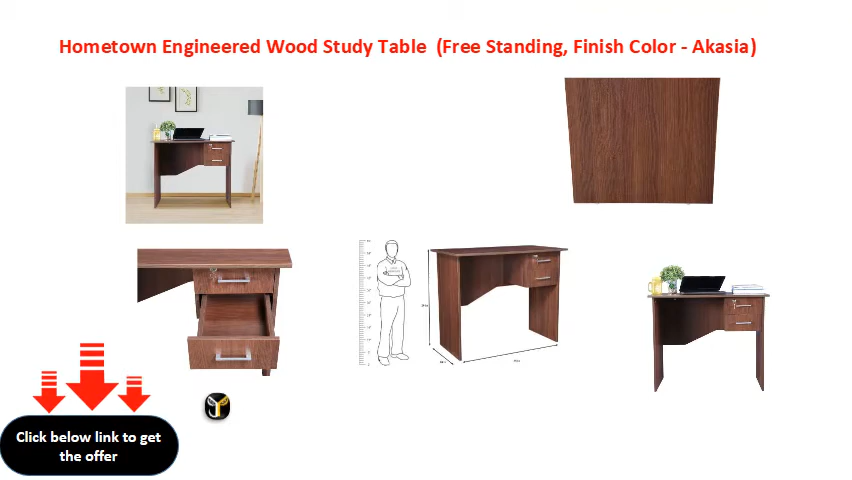 Hometown Engineered Wood Study Table (Free Standing, Finish Color - Akasia)
Click below link to get
the offer